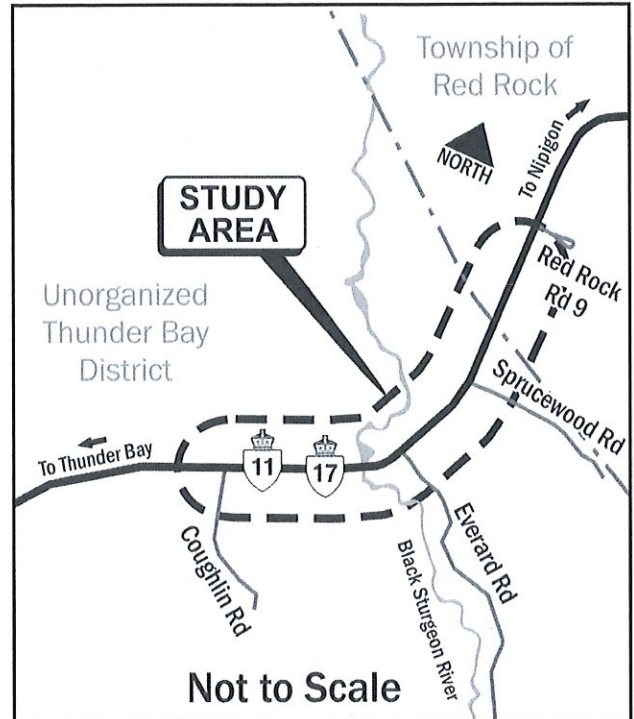 Township of
Red Rock
NORTH
To Nipigon
STUDY
AREA
Red Rock
Rd 9
Unorganized
Thunder Bay
District
Sprucewood Rd
To Thunder Bay
11
17
Coughlin Rd
Black Sturgeon River
Everard Rd
Not to Scale